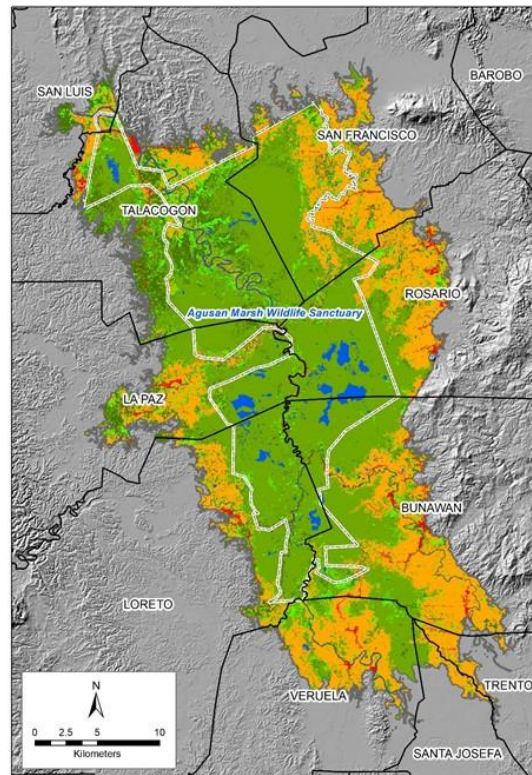 BAROBO
SAN LUIS
SAN FRANCISCO
TALACOGON
ROSARIO
Agusan Marsh Wildlife Sanctuary
LA PAZ
BUNAWAN
LORETO
TRENTO
VERUELA
SANTA JOSEFA
N
0 2.5 5 10
Kilometers